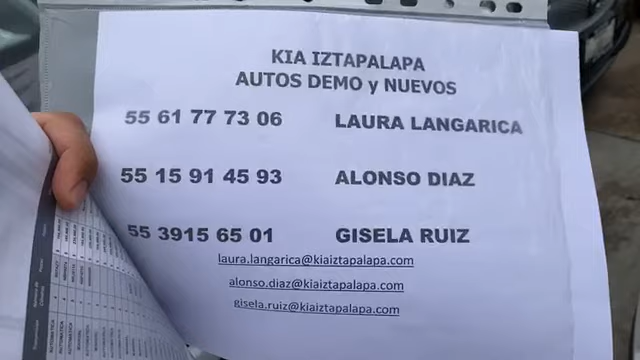 KIA IZTAPALAPA
AUTOS DEMO y NUEVOS
55 61 77 73 06 LAURA LANGARICA
55 15 91 45 93 ALONSO DIAZ
55 3915 65 01 GISELA RUIZ
laura.langarica@kiaiztapalapa.com
alonso.diaz@kiaiztapalapa.com
gisela.ruiz@kiaiztapalapa.com